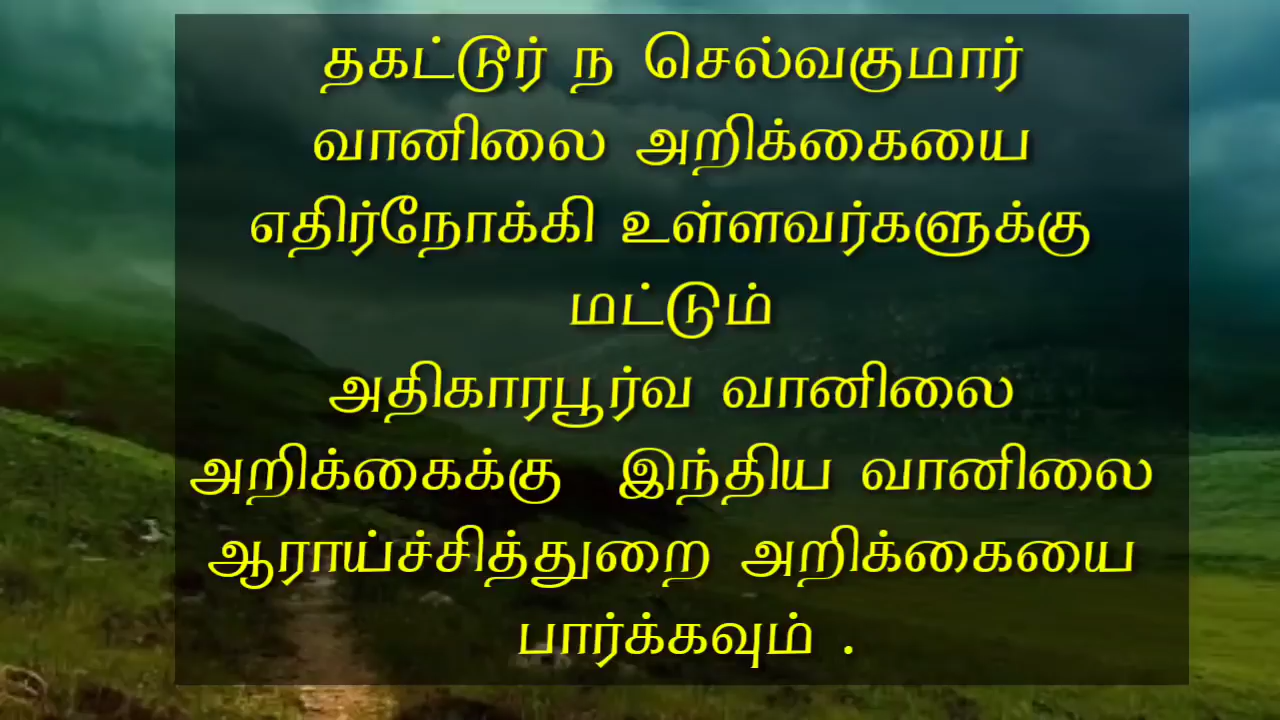 தகட்டூர் ந செல்வகுமார்
வானிலை அறிக்கையை
எதிர்நோக்கி உள்ளவர்களுக்கு
மட்டும்
அதிகாரபூர்வ வானிலை
அறிக்கைக்கு இந்திய வானிலை
ஆராய்ச்சித்துறை அறிக்கையை
பார்க்கவும் .